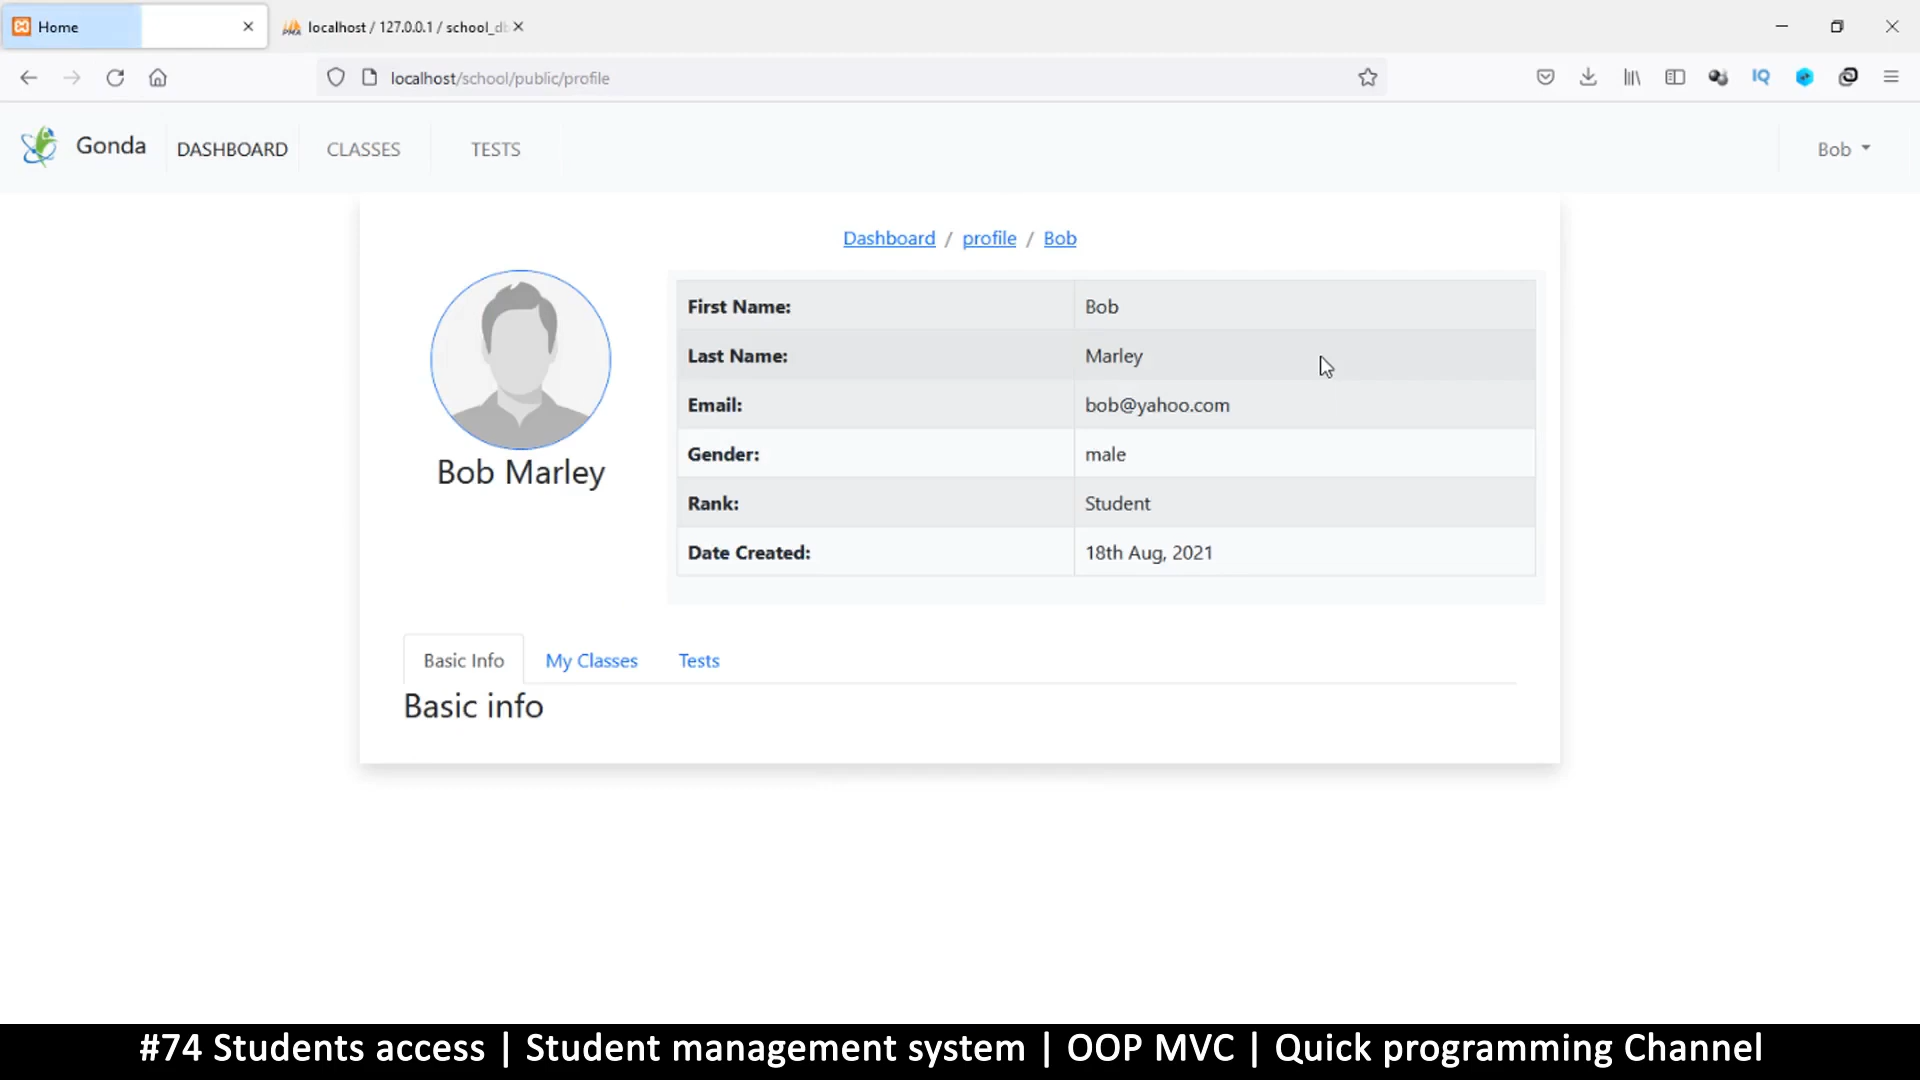 Home
localhost / 127.0.0.1 / school_db
localhost/school/public/profile
IQ
Gonda DASHBOARD CLASSES TESTS Bob
Dashboard / profile / Bob
First Name: Bob
Last Name: Marley
Email: bob@yahoo.com
Gender: male
Rank: Student
Date Created: 18th Aug, 2021
Bob Marley
Basic Info My Classes Tests
Basic info
#74 Students access | Student management system | OOP MVC | Quick programming Channel